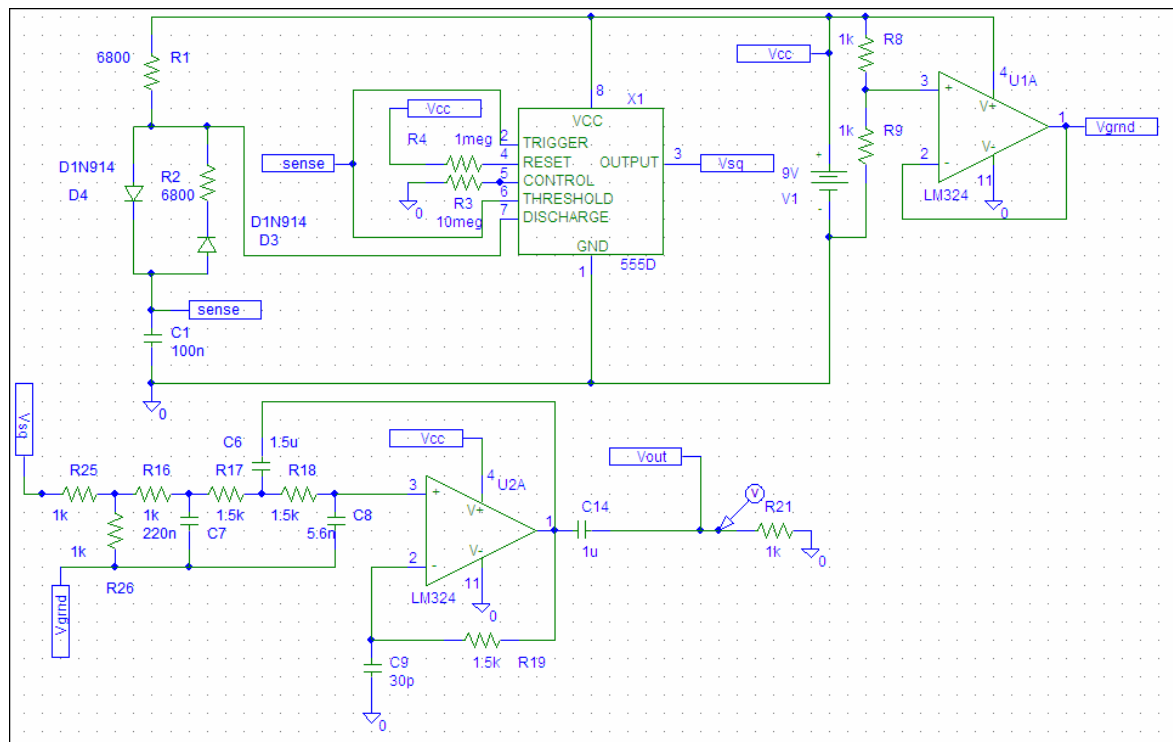 6800 R1
D1N914
D4
R2
6800
D1N914
D3
sense
C1
100n
0
sense
Vcc
R4 1meg
R3
10meg
0
8 X1
VCC
2 TRIGGER
4 RESET OUTPUT 3
5 CONTROL
6 THRESHOLD
7 DISCHARGE
GND
1 555D
Vsq
Vcc
9V
V1
+
-
1k R8
1k R9
4 U1A
3 + V+
1
2 - V-
11
LM324 0
Vgrnd
Vsq
R25
1k
R16
1k
R17
1.5k
R18
1.5k
C6 1.5u
220n C7
C8
5.6n
1k
R26
Vgrnd
Vcc
4 U2A
3 + V+
1
2 - V-
11
LM324 0
C9
30p
0
1.5k R19
C14
1u
Vout
V
R21
1k
0